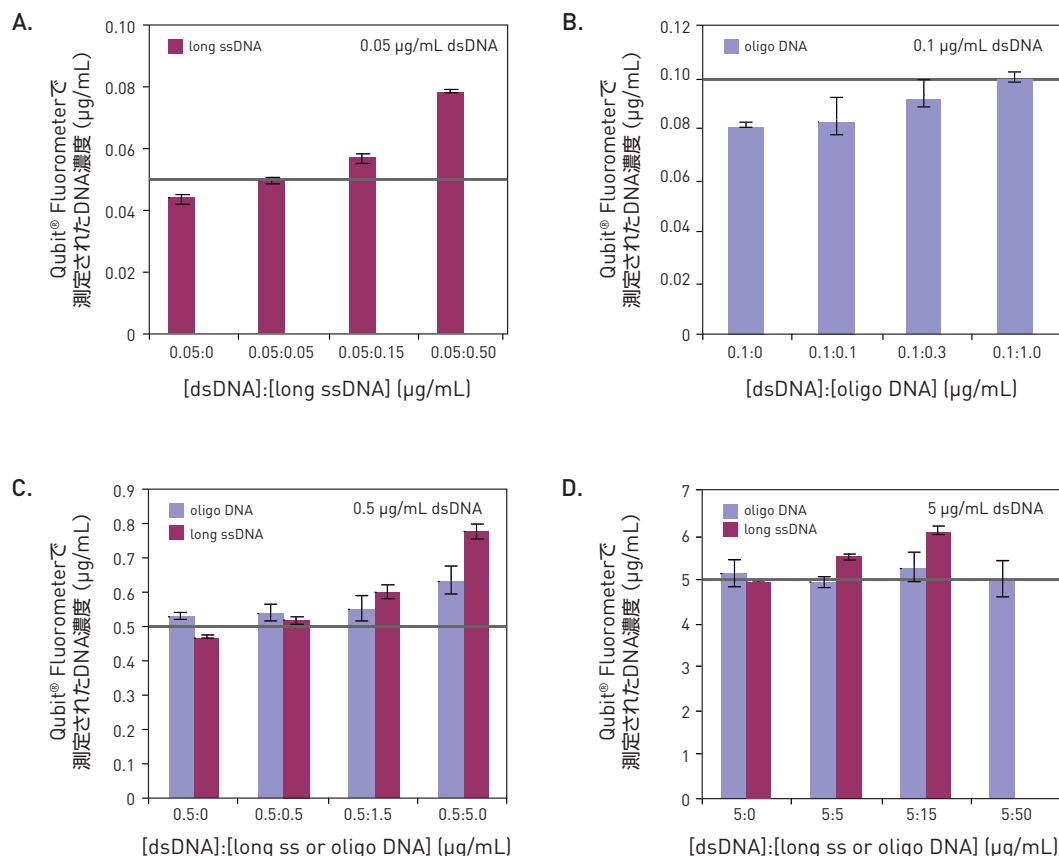 A.
long ssDNA
0.05 µg/mL dsDNA
Qubit® Fluorometerで
測定されたDNA濃度 (µg/mL)
0.10
0.08
0.06
0.04
0.02
0
0.05:0
0.05:0.05
0.05:0.15
0.05:0.50
[dsDNA]:[long ssDNA] (µg/mL)
B.
oligo DNA
0.1 µg/mL dsDNA
Qubit® Fluorometerで
測定されたDNA濃度 (µg/mL)
0.10
0.08
0.06
0.04
0.02
0
0.1:0
0.1:0.1
0.1:0.3
0.1:1.0
[dsDNA]:[oligo DNA] (µg/mL)
C.
oligo DNA
long ssDNA
0.5 µg/mL dsDNA
Qubit® Fluorometerで
測定されたDNA濃度 (µg/mL)
0.9
0.8
0.7
0.6
0.5
0.4
0.3
0.2
0.1
0
0.5:0
0.5:0.5
0.5:1.5
0.5:5.0
[dsDNA]:[long ss or oligo DNA] (µg/mL)
D.
oligo DNA
long ssDNA
5 µg/mL dsDNA
Qubit® Fluorometerで
測定されたDNA濃度 (µg/mL)
7
6
5
4
3
2
1
0
5:0
5:5
5:15
5:50
[dsDNA]:[long ss or oligo DNA] (µg/mL)